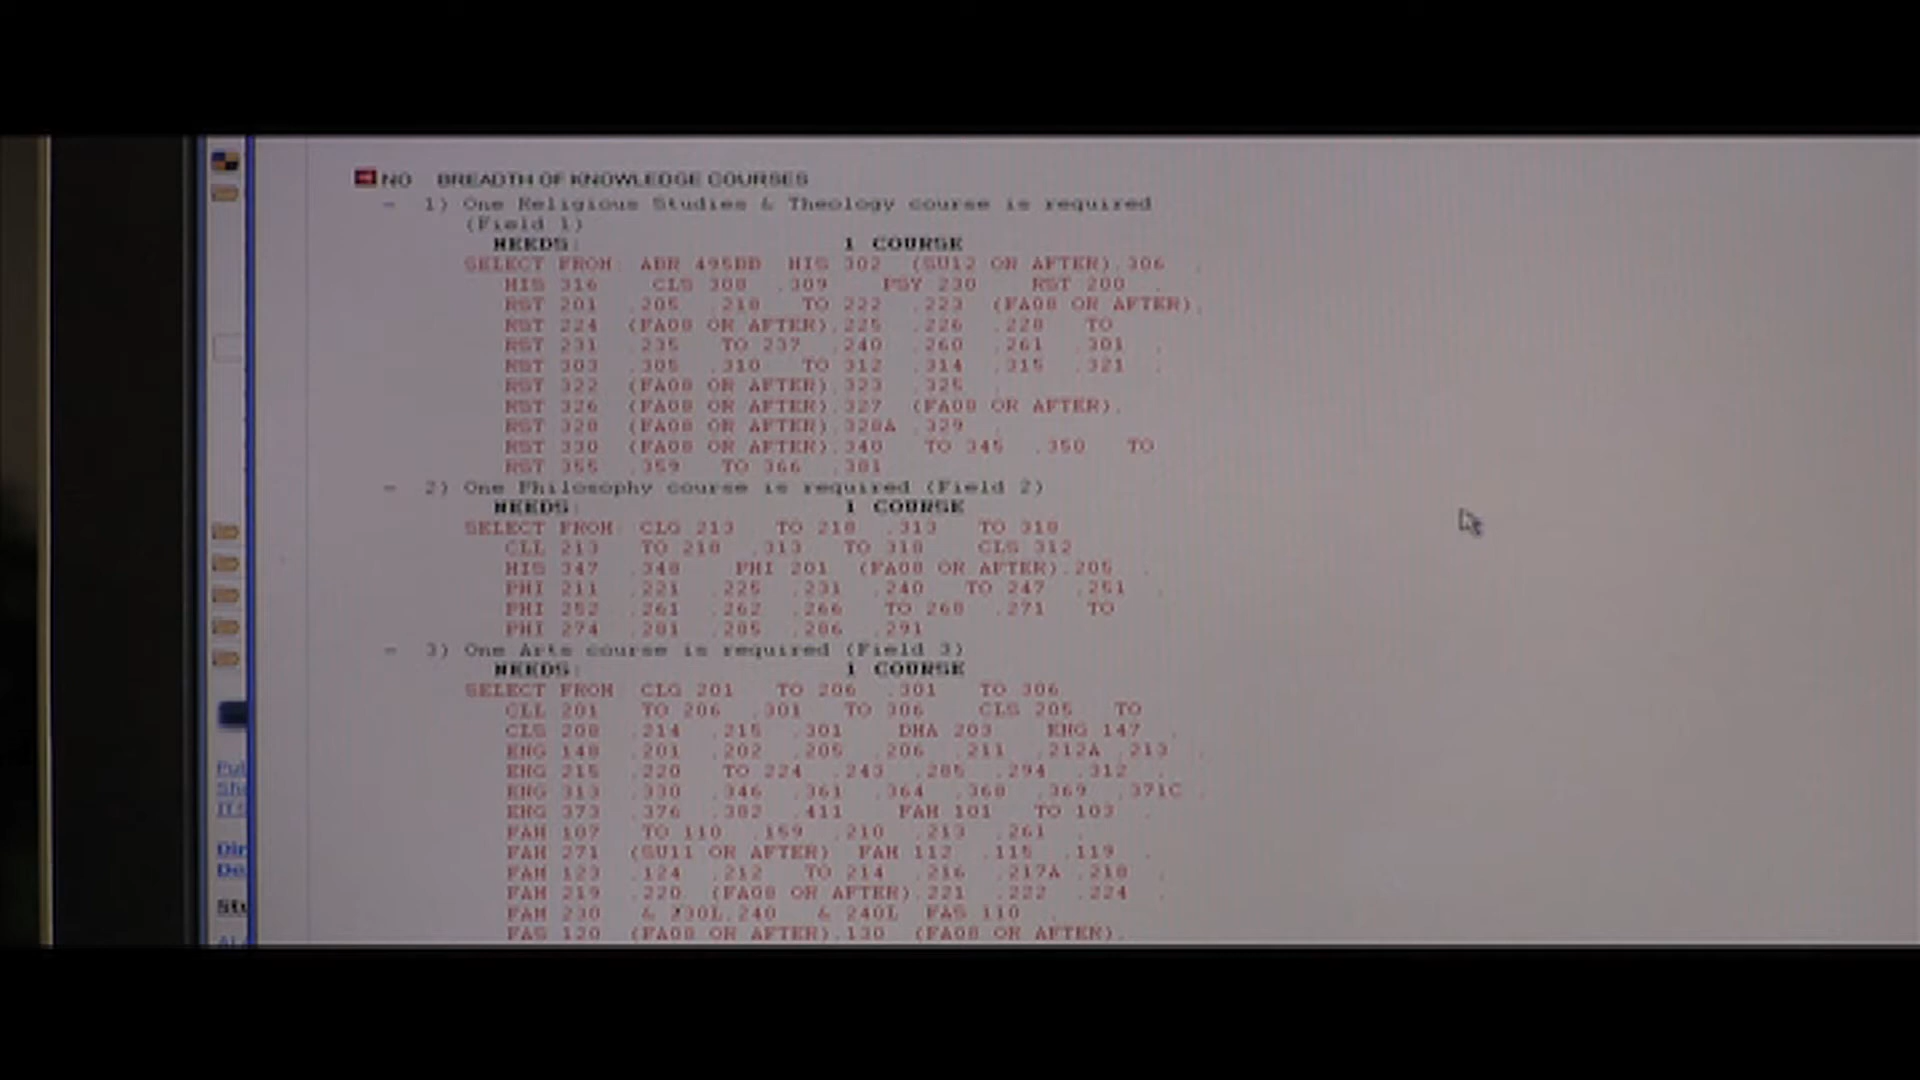 NO BREADTH OF KNOWLEDGE COURSES
- 1) One Religious Studies & Theology course is required
(Field 1)
NEEDS: 1 COURSE
SELECT FROM: ABR 495BD HIS 302 (SU12 OR AFTER),306 ,
HIS 316 CLS 308 ,309 PSY 230 RST 200 ,
RST 201 ,205 ,218 TO 222 ,223 (FA08 OR AFTER),
RST 224 (FA08 OR AFTER),225 ,226 ,228 TO
RST 231 ,235 TO 237 ,240 ,260 ,261 ,301 ,
RST 303 ,305 ,310 TO 312 ,314 ,315 ,321 ,
RST 322 (FA08 OR AFTER),323 ,325 ,
RST 326 (FA08 OR AFTER),327 (FA08 OR AFTER),
RST 328 (FA08 OR AFTER),328A ,329 ,
RST 330 (FA08 OR AFTER),340 TO 345 ,350 TO
RST 355 ,359 TO 366 ,381
- 2) One Philosophy course is required (Field 2)
NEEDS: 1 COURSE
SELECT FROM: CLG 213 TO 218 ,313 TO 318
CLL 213 TO 218 ,313 TO 318 CLS 312
HIS 347 ,348 PHI 201 (FA08 OR AFTER),205 ,
PHI 211 ,221 ,225 ,231 ,240 TO 247 ,251 ,
PHI 252 ,261 ,262 ,266 TO 268 ,271 TO
PHI 274 ,281 ,285 ,286 ,291
- 3) One Arts course is required (Field 3)
NEEDS: 1 COURSE
SELECT FROM: CLG 201 TO 206 ,301 TO 306
CLL 201 TO 206 ,301 TO 306 CLS 205 TO
CLS 208 ,214 ,215 ,301 DHA 203 ENG 147 ,
ENG 148 ,201 ,202 ,205 ,206 ,211 ,212A ,213 ,
ENG 215 ,220 TO 224 ,243 ,285 ,294 ,312 ,
ENG 313 ,330 ,346 ,361 ,364 ,368 ,369 ,371C ,
ENG 373 ,376 ,382 ,411 FAH 101 TO 103 ,
FAH 107 TO 110 ,159 ,210 ,213 ,261 ,
FAH 271 (SU11 OR AFTER) FAM 112 ,115 ,119 ,
FAM 123 ,124 ,212 TO 214 ,216 ,217A ,218 ,
FAM 219 ,220 (FA08 OR AFTER),221 ,222 ,224 ,
FAM 230 & 230L,240 & 240L FAS 110 ,
FAS 120 (FA08 OR AFTER),130 (FA08 OR AFTER),